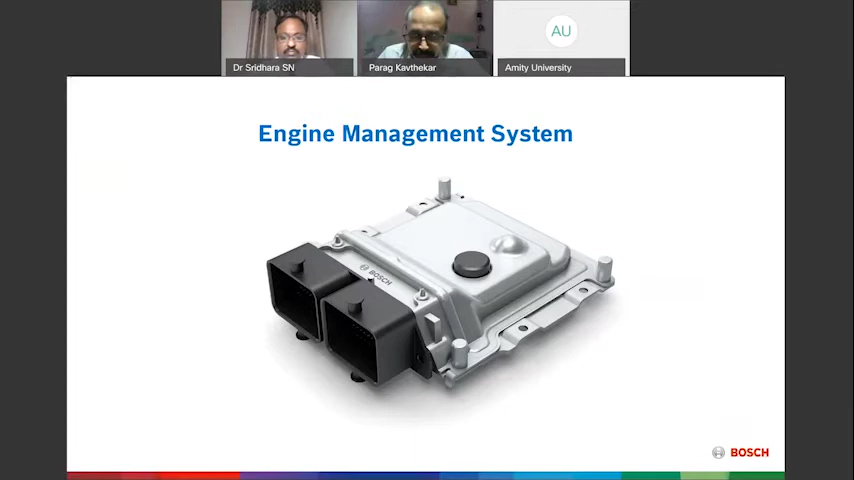 AU
Dr Sridhara SN
Parag Kavthekar
Amity University
Engine Management System
BOSCH
BOSCH